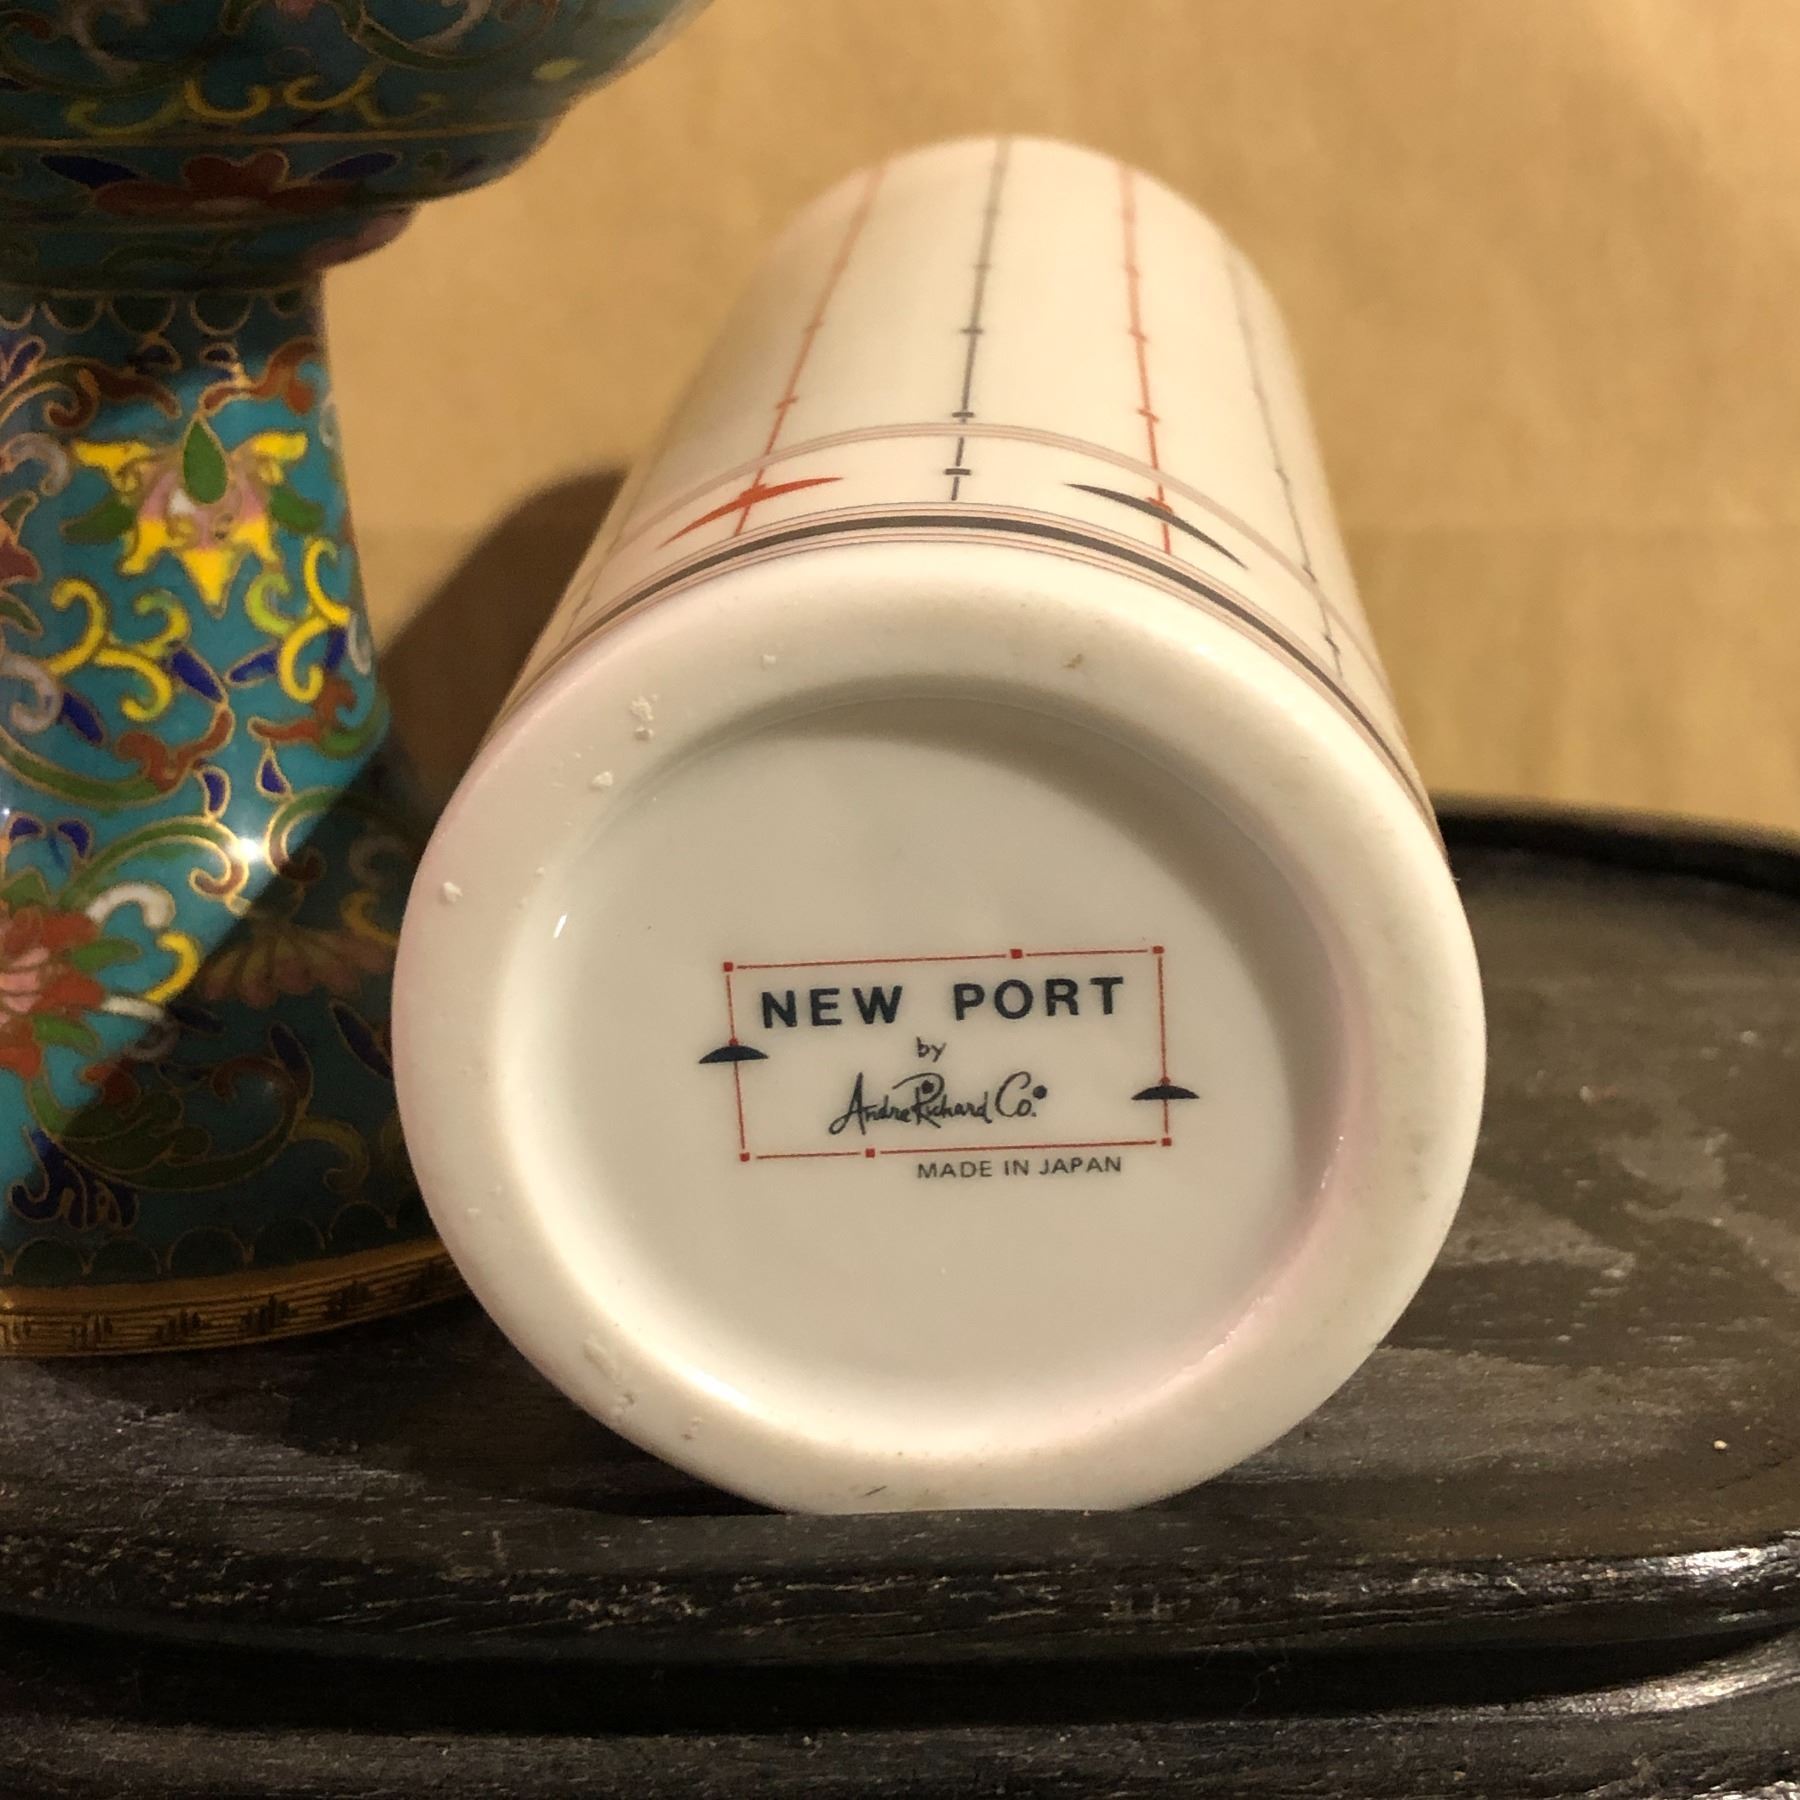 NEW PORT
by
Andre Richard Co.
MADE IN JAPAN